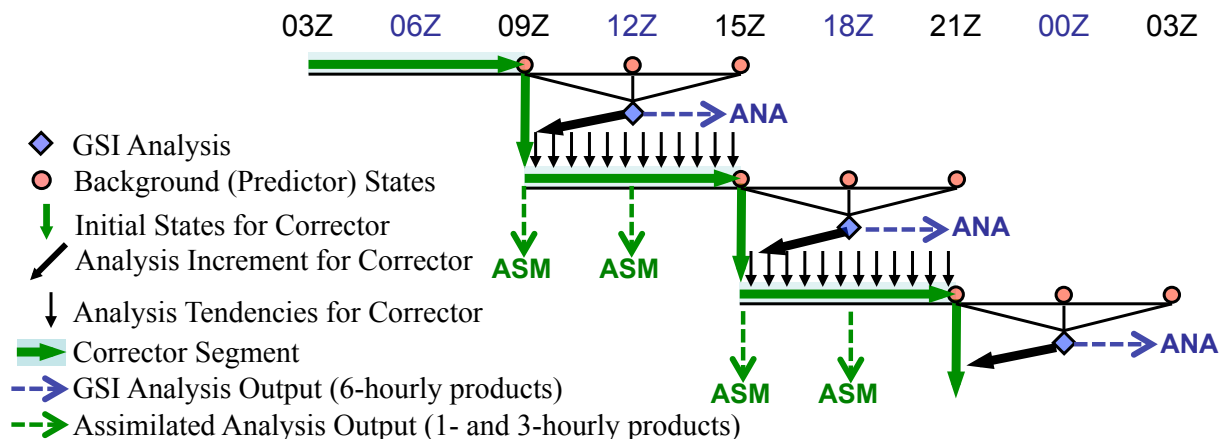 03Z 06Z 09Z 12Z 15Z 18Z 21Z 00Z 03Z
ANA
GSI Analysis
Background (Predictor) States
Initial States for Corrector
ANA
Analysis Increment for Corrector
ASM ASM
Analysis Tendencies for Corrector
Corrector Segment
ANA
GSI Analysis Output (6-hourly products)
ASM ASM
Assimilated Analysis Output (1- and 3-hourly products)